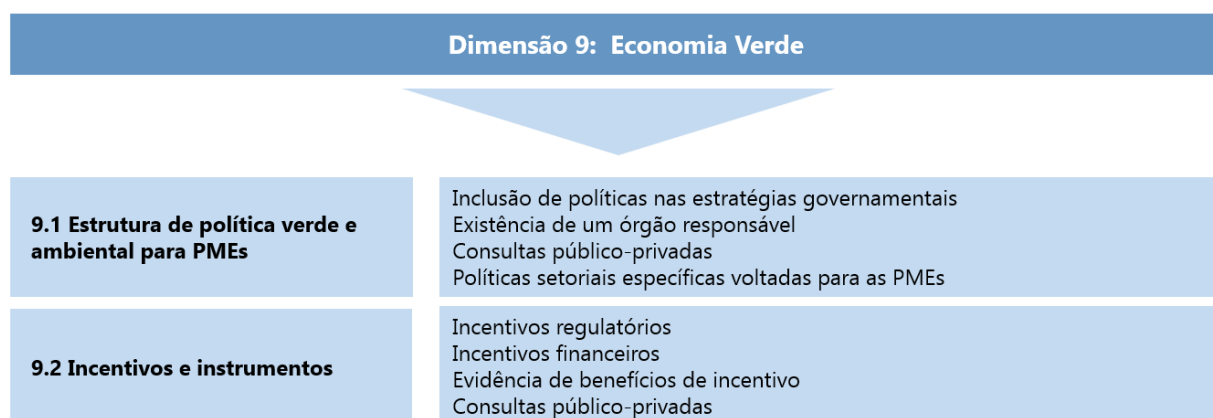 Dimensão 9: Economia Verde
9.1 Estrutura de política verde e
ambiental para PMEs
Inclusão de políticas nas estratégias governamentais
Existência de um órgão responsável
Consultas público-privadas
Políticas setoriais específicas voltadas para as PMEs
9.2 Incentivos e instrumentos
Incentivos regulatórios
Incentivos financeiros
Evidência de benefícios de incentivo
Consultas público-privadas